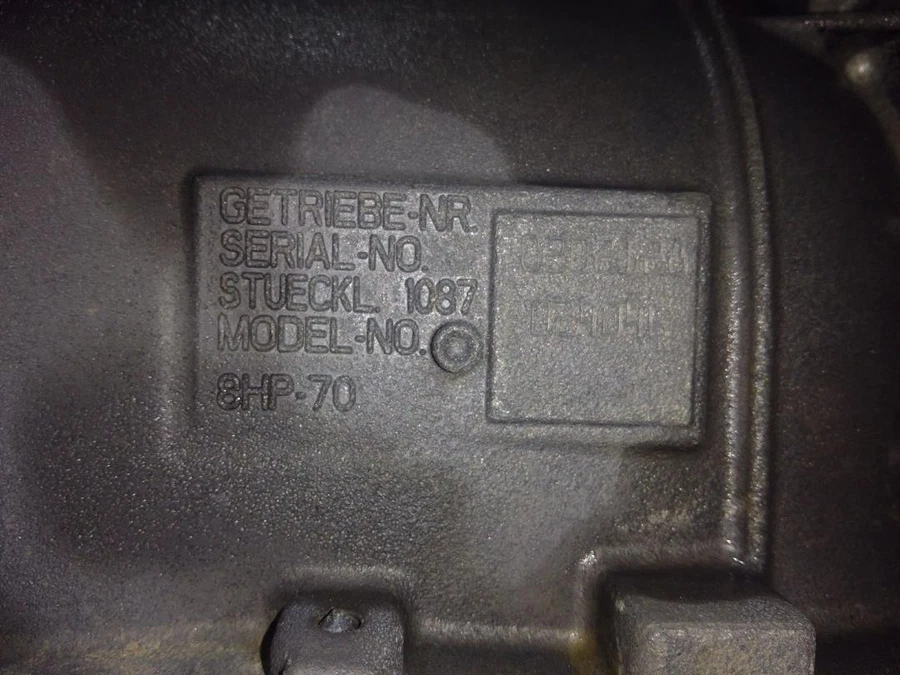 GETRIEBE-NR.
SERIAL-NO.
STUECKL. 1087
MODEL-NO.
8HP-70